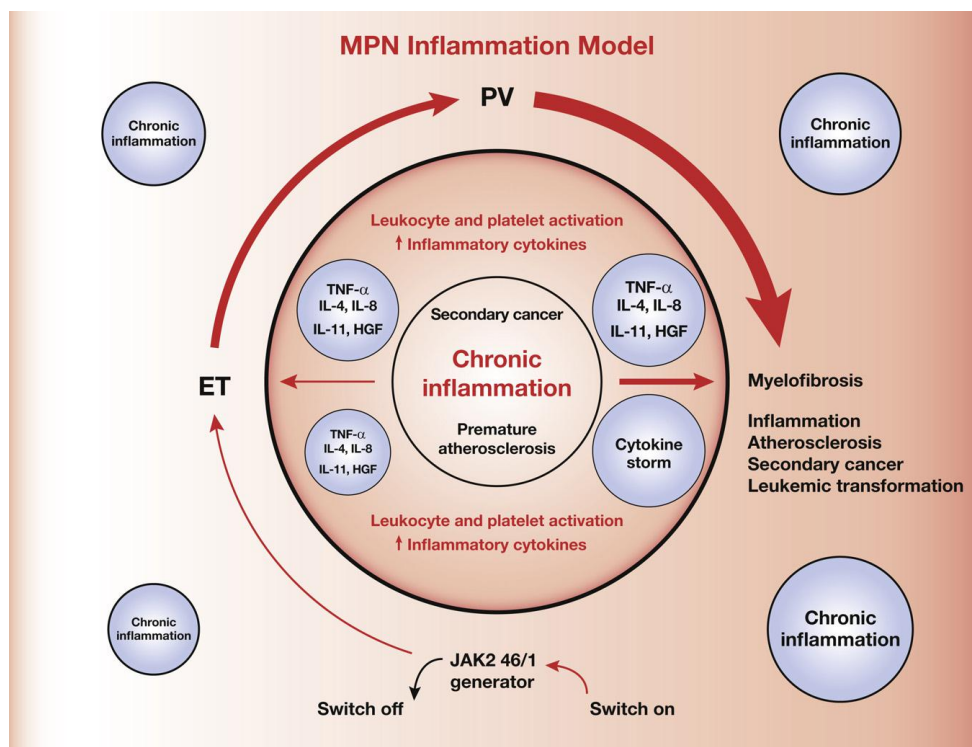 MPN Inflammation Model
PV
Chronic
inflammation
Chronic
inflammation
Leukocyte and platelet activation
↑ Inflammatory cytokines
TNF-α
IL-4, IL-8
IL-11, HGF
TNF-α
IL-4, IL-8
IL-11, HGF
Secondary cancer
Chronic
inflammation
Premature
atherosclerosis
ET
TNF-α
IL-4, IL-8
IL-11, HGF
Cytokine
storm
Myelofibrosis
Inflammation
Atherosclerosis
Secondary cancer
Leukemic transformation
Leukocyte and platelet activation
↑ Inflammatory cytokines
Chronic
inflammation
Chronic
inflammation
JAK2 46/1
generator
Switch off
Switch on